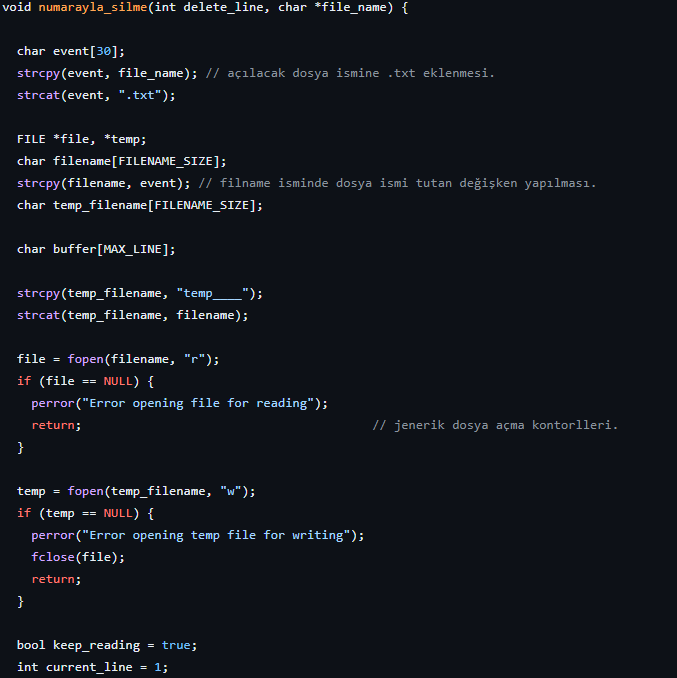 void numarayla_silme(int delete_line, char *file_name) {
char event[30];
strcpy(event, file_name); // açılacak dosya ismine .txt eklenmesi.
strcat(event, ".txt");
FILE *file, *temp;
char filename[FILENAME_SIZE];
strcpy(filename, event); // filname isminde dosya ismi tutan değişken yapılması.
char temp_filename[FILENAME_SIZE];
char buffer[MAX_LINE];
strcpy(temp_filename, "temp____");
strcat(temp_filename, filename);
file = fopen(filename, "r");
if (file == NULL) {
perror("Error opening file for reading");
return; // jenerik dosya açma kontorlleri.
}
temp = fopen(temp_filename, "w");
if (temp == NULL) {
perror("Error opening temp file for writing");
fclose(file);
return;
}
bool keep_reading = true;
int current_line = 1;